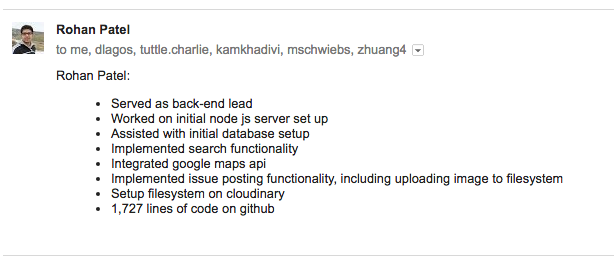 Rohan Patel
to me, dlagos, tuttle.charlie, kamkhadivi, mschwiebs, zhuang4
Rohan Patel:
• Served as back-end lead
• Worked on initial node js server set up
• Assisted with initial database setup
• Implemented search functionality
• Integrated google maps api
• Implemented issue posting functionality, including uploading image to filesystem
• Setup filesystem on cloudinary
• 1,727 lines of code on github